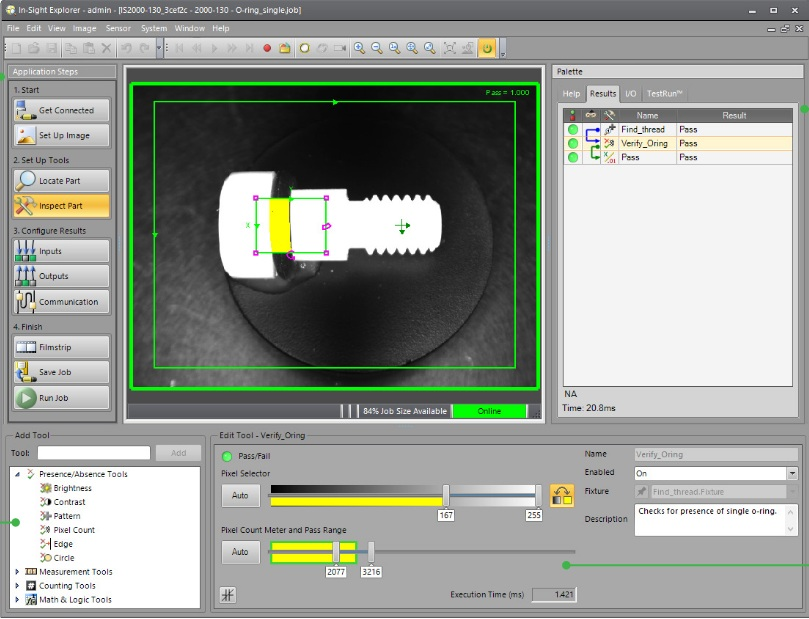 In-Sight Explorer - admin - [IS2000-130_3cef2c - 2000-130 - O-ring_single.job]
File Edit View Image Sensor System Window Help
Application Steps
1. Start
Get Connected
Set Up Image
2. Set Up Tools
Locate Part
Inspect Part
3. Configure Results
Inputs
Outputs
Communication
4. Finish
Filmstrip
Save Job
Run Job
Pass = 1.000
X
Y
84% Job Size Available
Online
Palette
Help Results I/O TestRun™
Name Result
Find_thread Pass
Verify_Oring Pass
Pass Pass
NA
Time: 20.8ms
Add Tool
Tool: Add
Presence/Absence Tools
Brightness
Contrast
Pattern
Pixel Count
Edge
Circle
Measurement Tools
Counting Tools
Math & Logic Tools
Edit Tool - Verify_Oring
Pass/Fail
Pixel Selector
Auto
167 255
Pixel Count Meter and Pass Range
Auto
2077 3216
Execution Time (ms) 1.421
Name Verify_Oring
Enabled On
Fixture Find_thread.Fixture
Description Checks for presence of single o-ring.